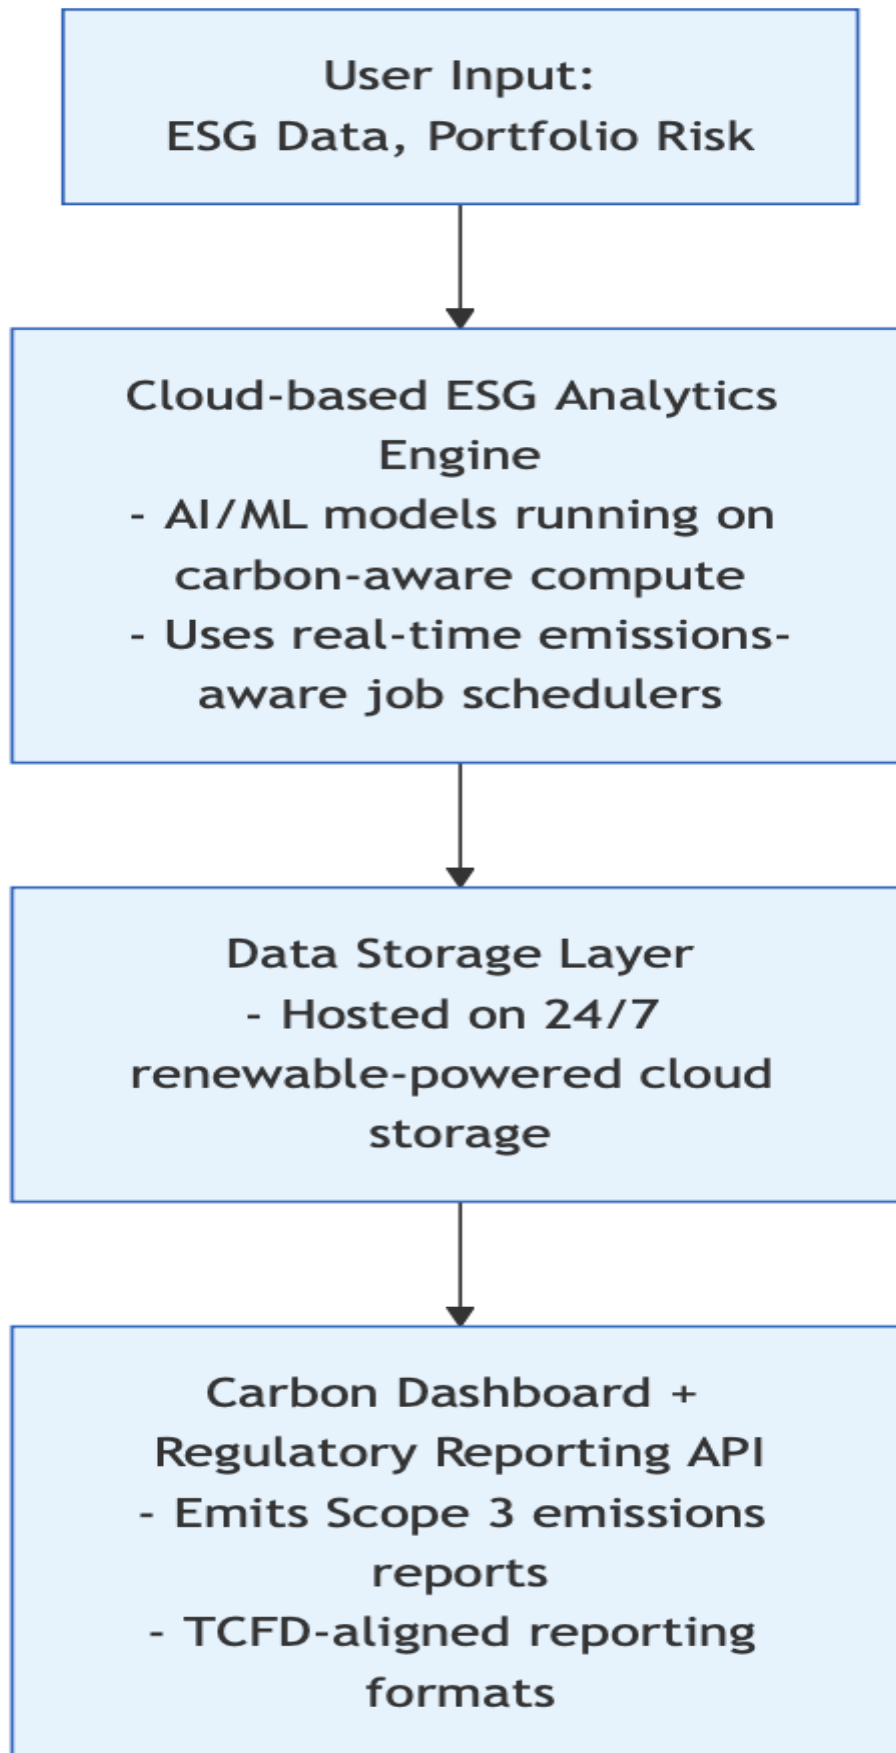 User Input:
ESG Data, Portfolio Risk
Cloud-based ESG Analytics
Engine
- AI/ML models running on
carbon-aware compute
- Uses real-time emissions-
aware job schedulers
Data Storage Layer
- Hosted on 24/7
renewable-powered cloud
storage
Carbon Dashboard +
Regulatory Reporting API
- Emits Scope 3 emissions
reports
- TCFD-aligned reporting
formats